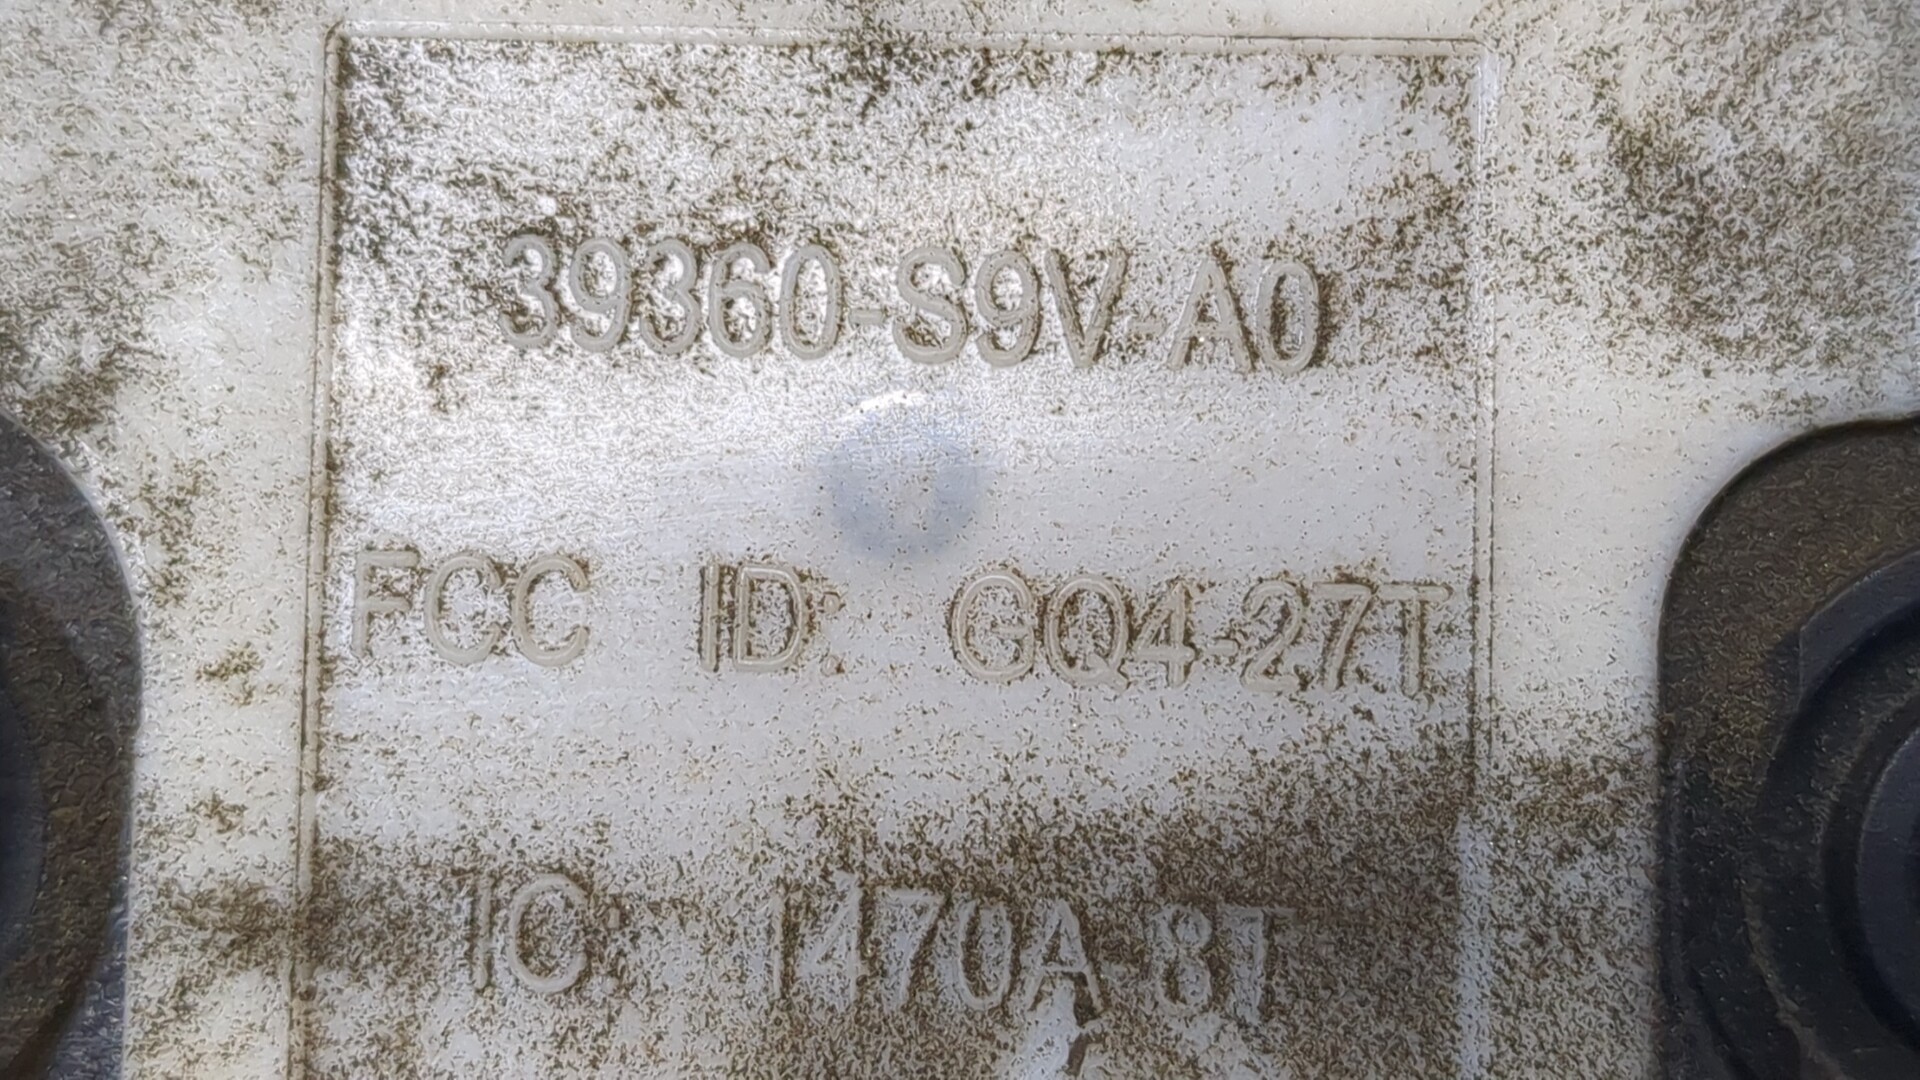 39360-S9V-A0
FCC ID: GQ4-27T
IC: 1470A-8T